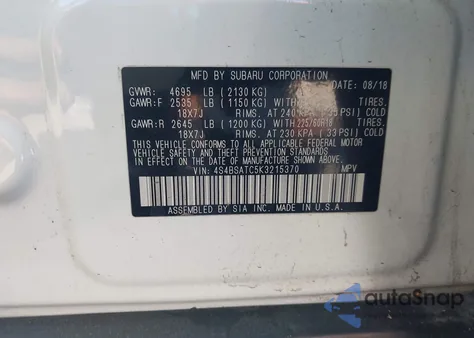 MFD BY SUBARU CORPORATION
GVWR: 4695 LB (2130 KG) DATE: 08/18
GAWR:F 2535 LB (1150 KG) WITH TIRES.
18X7J RIMS. AT 240 KPA (35 PSI) COLD
GAWR:R 2645 LB (1200 KG) WITH 225/60R18 TIRES.
18X7J RIMS. AT 230 KPA (33 PSI) COLD
THIS VEHICLE CONFORMS TO ALL APPLICABLE FEDERAL MOTOR
VEHICLE SAFETY STANDARDS IN EFFECT ON THE DATE OF
MANUFACTURE SHOWN ABOVE.
VIN: 4S4BSATC5K3215370 MPV
ASSEMBLED BY SIA INC. MADE IN U.S.A.
autoSnap